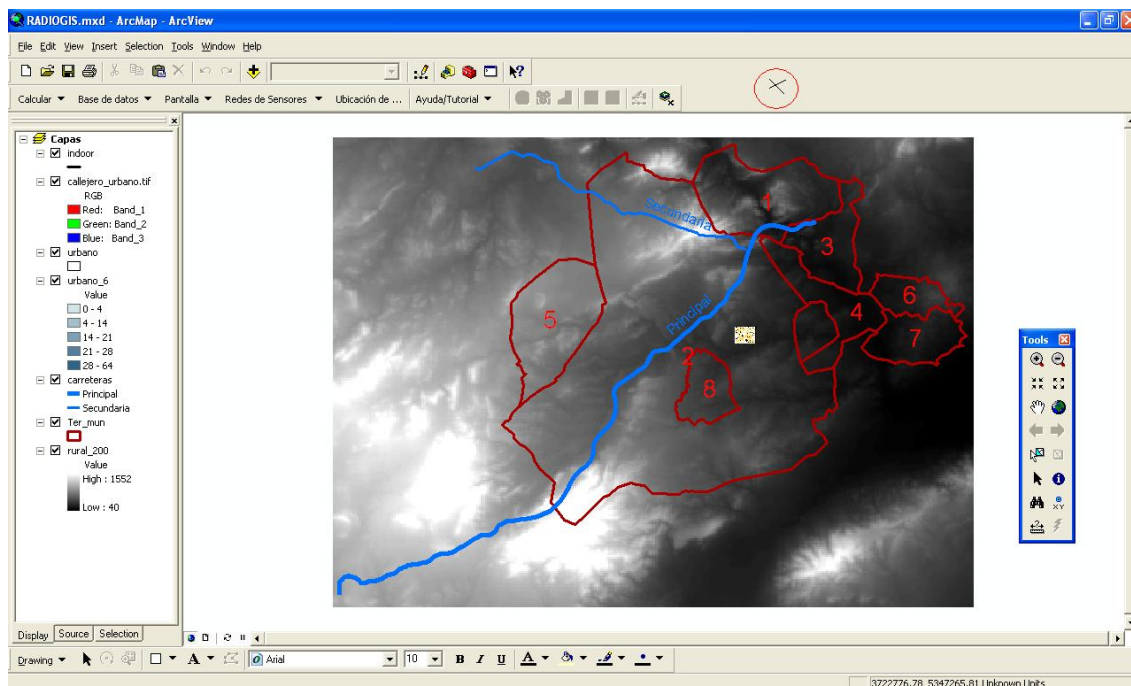 RADIOGIS.mxd - ArcMap - ArcView
File Edit View Insert Selection Tools Window Help
Calcular Base de datos Pantalla Redes de Sensores Ubicación de ... Ayuda/Tutorial
Capas
indoor
callejero_urbano.tif
RGB
Red: Band_1
Green: Band_2
Blue: Band_3
urbano
urbano_6
Value
0 - 4
4 - 14
14 - 21
21 - 28
28 - 64
carreteras
Principal
Secundaria
Ter_mun
rural_200
Value
High : 1552
Low : 40
Display Source Selection
Secundaria
Principal
1
3
6
4
7
5
2
8
Tools
XY
Drawing A Arial 10 B I U A
3722776,78 5347265,81 Unknown Units